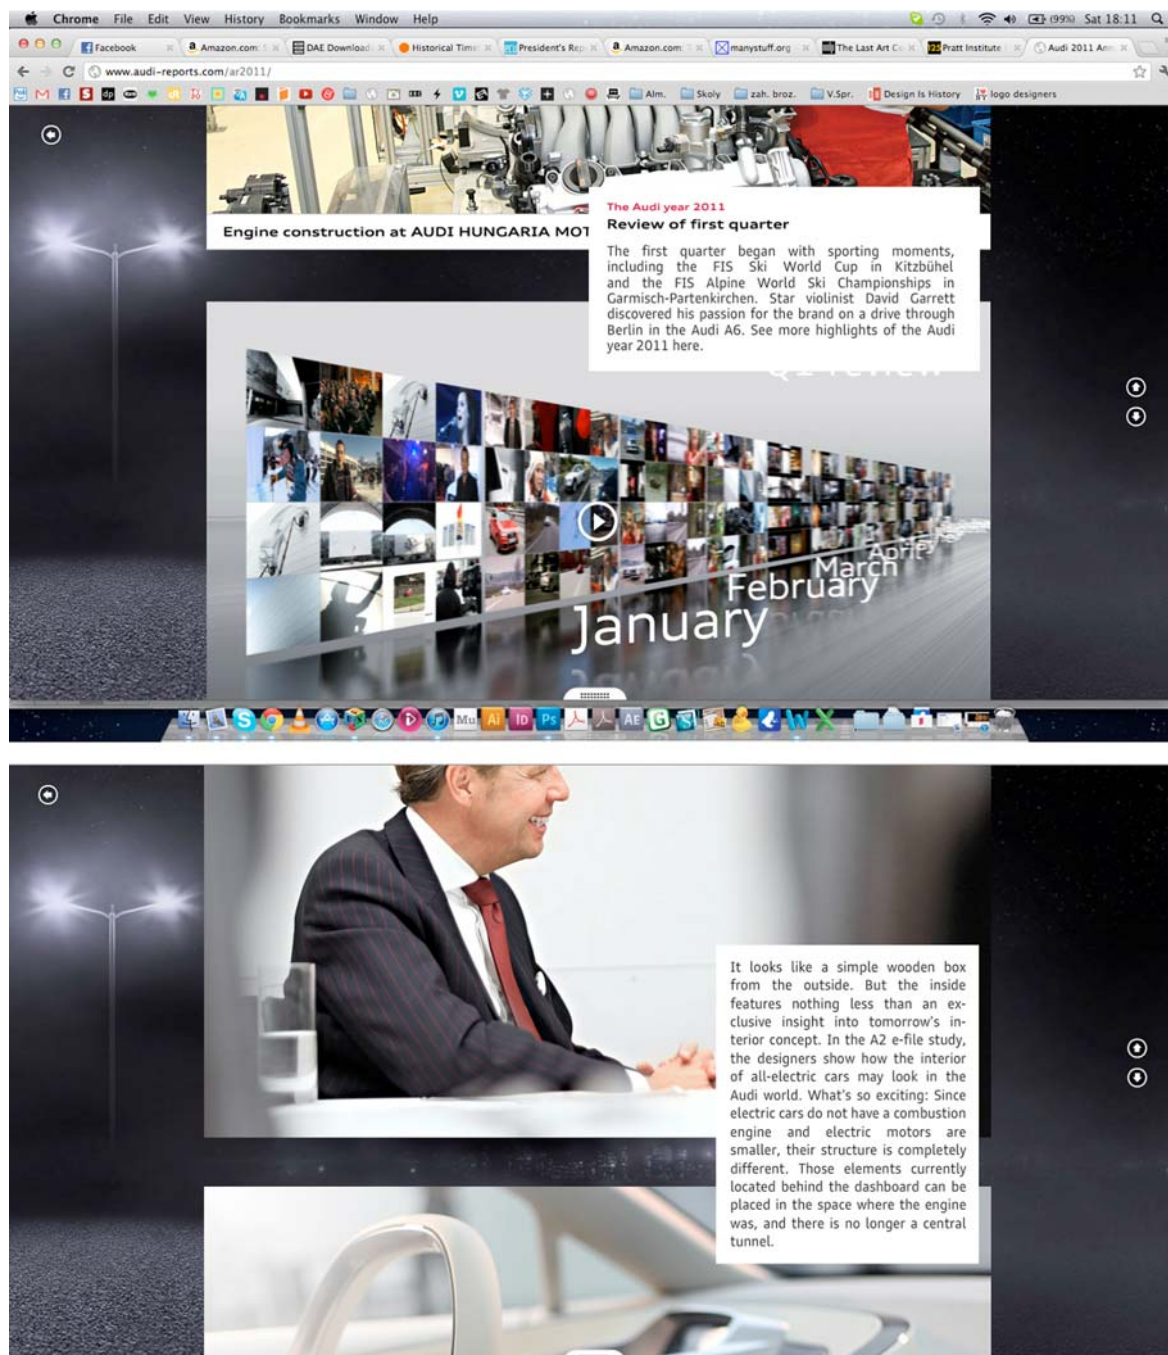 Chrome File Edit View History Bookmarks Window Help (99%) Sat 18:11
Facebook Amazon.com: DAE Download Historical Time President's Rep Amazon.com: manystuff.org The Last Art Co Pratt Institute Audi 2011 Ann
www.audi-reports.com/ar2011/
Alm. Skoly zah. broz. V.Spr. Design Is History logo designers
The Audi year 2011
Review of first quarter
Engine construction at AUDI HUNGARIA MOT
The first quarter began with sporting moments,
including the FIS Ski World Cup in Kitzbühel
and the FIS Alpine World Ski Championships in
Garmisch-Partenkirchen. Star violinist David Garrett
discovered his passion for the brand on a drive through
Berlin in the Audi A6. See more highlights of the Audi
year 2011 here.
Q1 review
April
March
February
January
Mu Ai Id Ps AE
It looks like a simple wooden box
from the outside. But the inside
features nothing less than an ex-
clusive insight into tomorrow's in-
terior concept. In the A2 e-file study,
the designers show how the interior
of all-electric cars may look in the
Audi world. What's so exciting: Since
electric cars do not have a combustion
engine and electric motors are
smaller, their structure is completely
different. Those elements currently
located behind the dashboard can be
placed in the space where the engine
was, and there is no longer a central
tunnel.